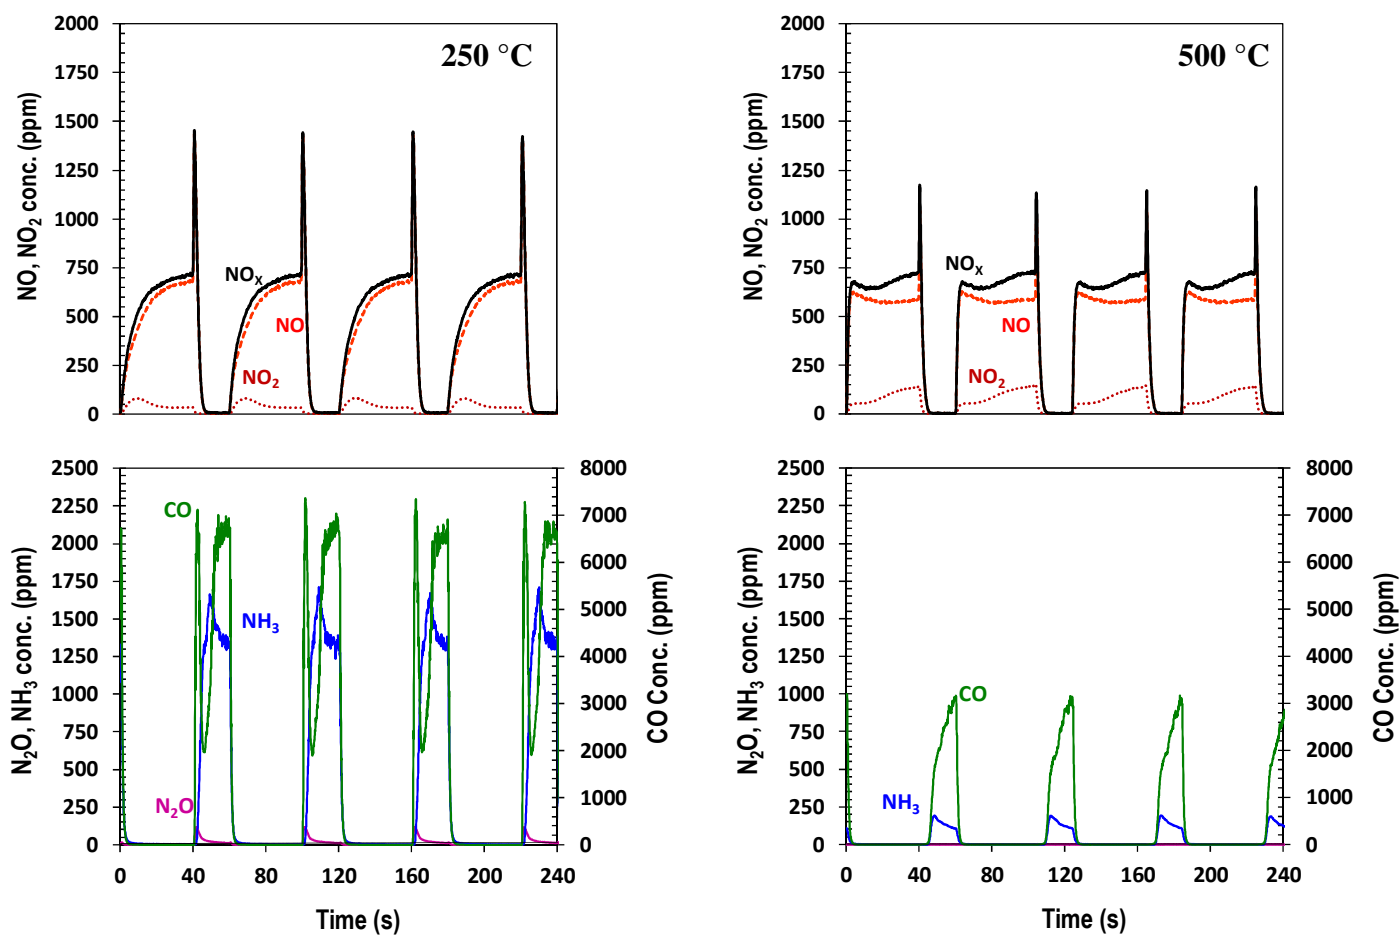 250 °C
NO, NO₂ conc. (ppm)
2000
1750
1500
1250
1000
750
500
250
0
NOX
NO
NO₂
500 °C
NO, NO₂ conc. (ppm)
2000
1750
1500
1250
1000
750
500
250
0
NOX
NO
NO₂
N₂O, NH₃ conc. (ppm)
2500
2250
2000
1750
1500
1250
1000
750
500
250
0
CO
NH₃
N₂O
8000
7000
6000
5000
4000
3000
2000
1000
0
CO Conc. (ppm)
0 40 80 120 160 200 240
Time (s)
N₂O, NH₃ conc. (ppm)
2500
2250
2000
1750
1500
1250
1000
750
500
250
0
CO
NH₃
8000
7000
6000
5000
4000
3000
2000
1000
0
CO Conc. (ppm)
0 40 80 120 160 200 240
Time (s)